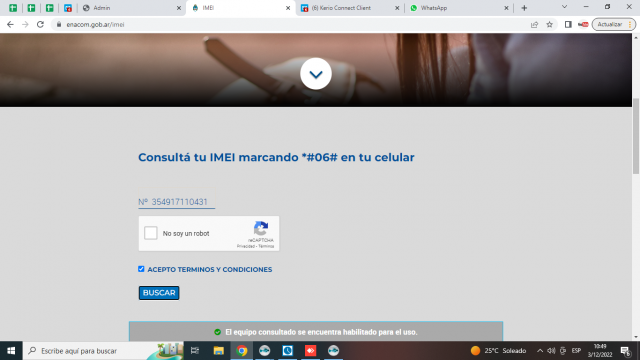 Admin
IMEI
(6) Kerio Connect Client
WhatsApp
enacom.gob.ar/imei
Actualizar
Consultá tu IMEI marcando *#06# en tu celular
Nº 354917110431
No soy un robot
reCAPTCHA
Privacidad - Términos
ACEPTO TERMINOS Y CONDICIONES
BUSCAR
El equipo consultado se encuentra habilitado para el uso.
Escribe aquí para buscar
25°C Soleado
ESP
10:49
3/12/2022